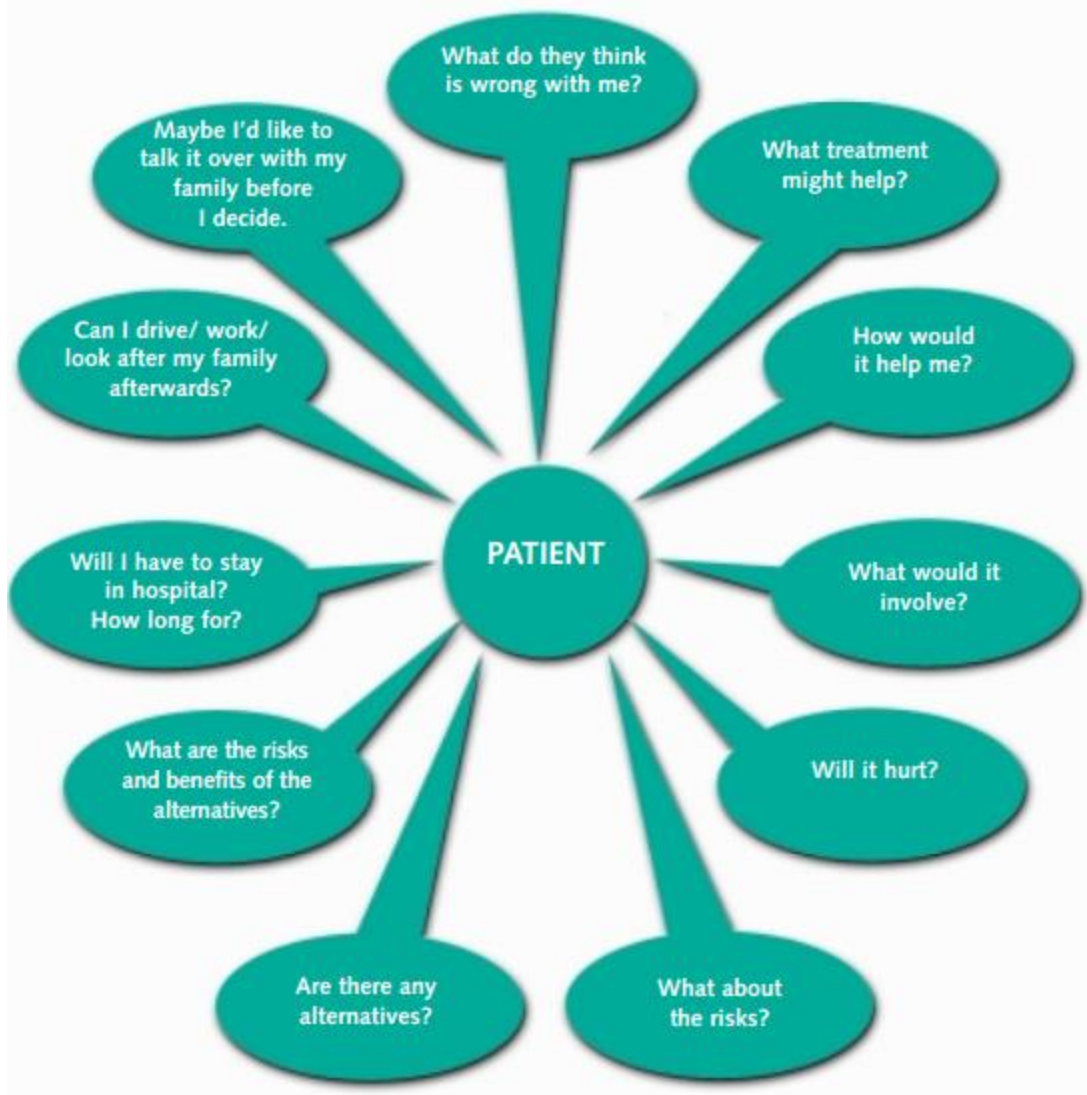 What do they think
is wrong with me?
What treatment
might help?
How would
it help me?
What would it
involve?
Will it hurt?
What about
the risks?
Are there any
alternatives?
What are the risks
and benefits of the
alternatives?
Will I have to stay
in hospital?
How long for?
Can I drive/ work/
look after my family
afterwards?
Maybe I'd like to
talk it over with my
family before
I decide.
PATIENT